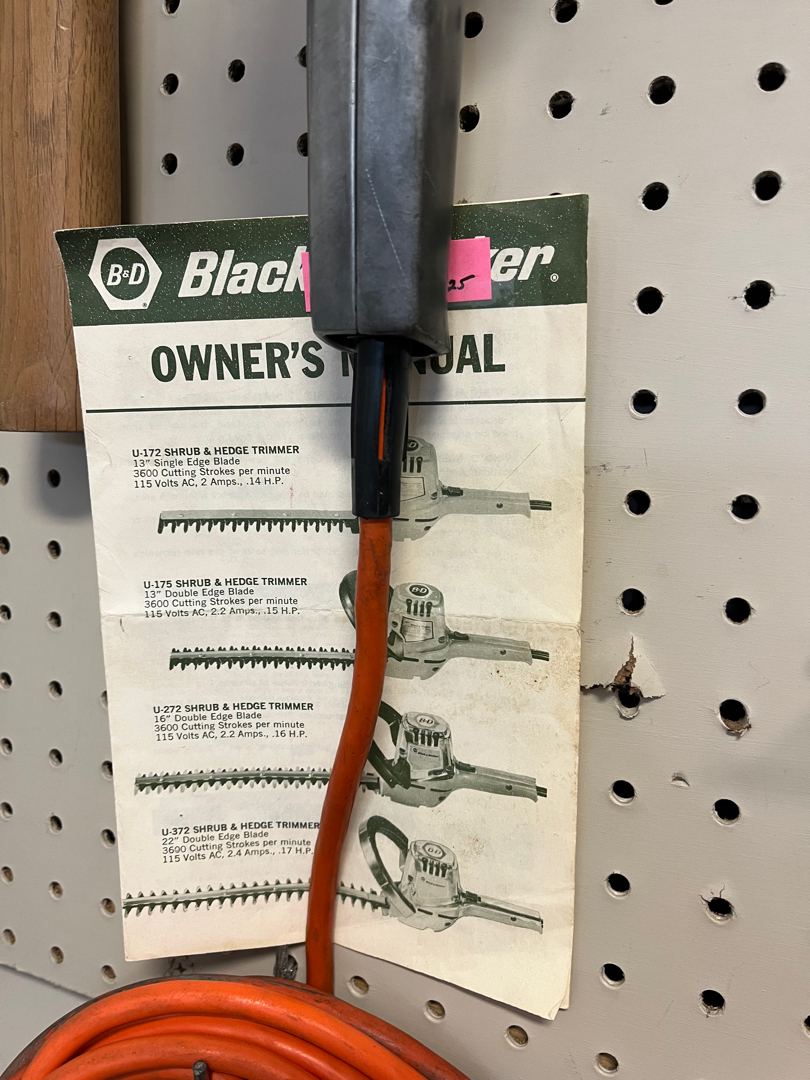 B&D Black ker®
25
OWNER'S M UAL
U-172 SHRUB & HEDGE TRIMMER
13" Single Edge Blade
3600 Cutting Strokes per minute
115 Volts AC, 2 Amps., .14 H.P.
U-175 SHRUB & HEDGE TRIMMER
13" Double Edge Blade
3600 Cutting Strokes per minute
115 Volts AC, 2.2 Amps., .15 H.P.
B&D
U-272 SHRUB & HEDGE TRIMMER
16" Double Edge Blade
3600 Cutting Strokes per minute
115 Volts AC, 2.2 Amps., .16 H.P.
B&D
U-372 SHRUB & HEDGE TRIMMER
22" Double Edge Blade
3600 Cutting Strokes per minute
115 Volts AC, 2.4 Amps., .17 H.P.
B&D